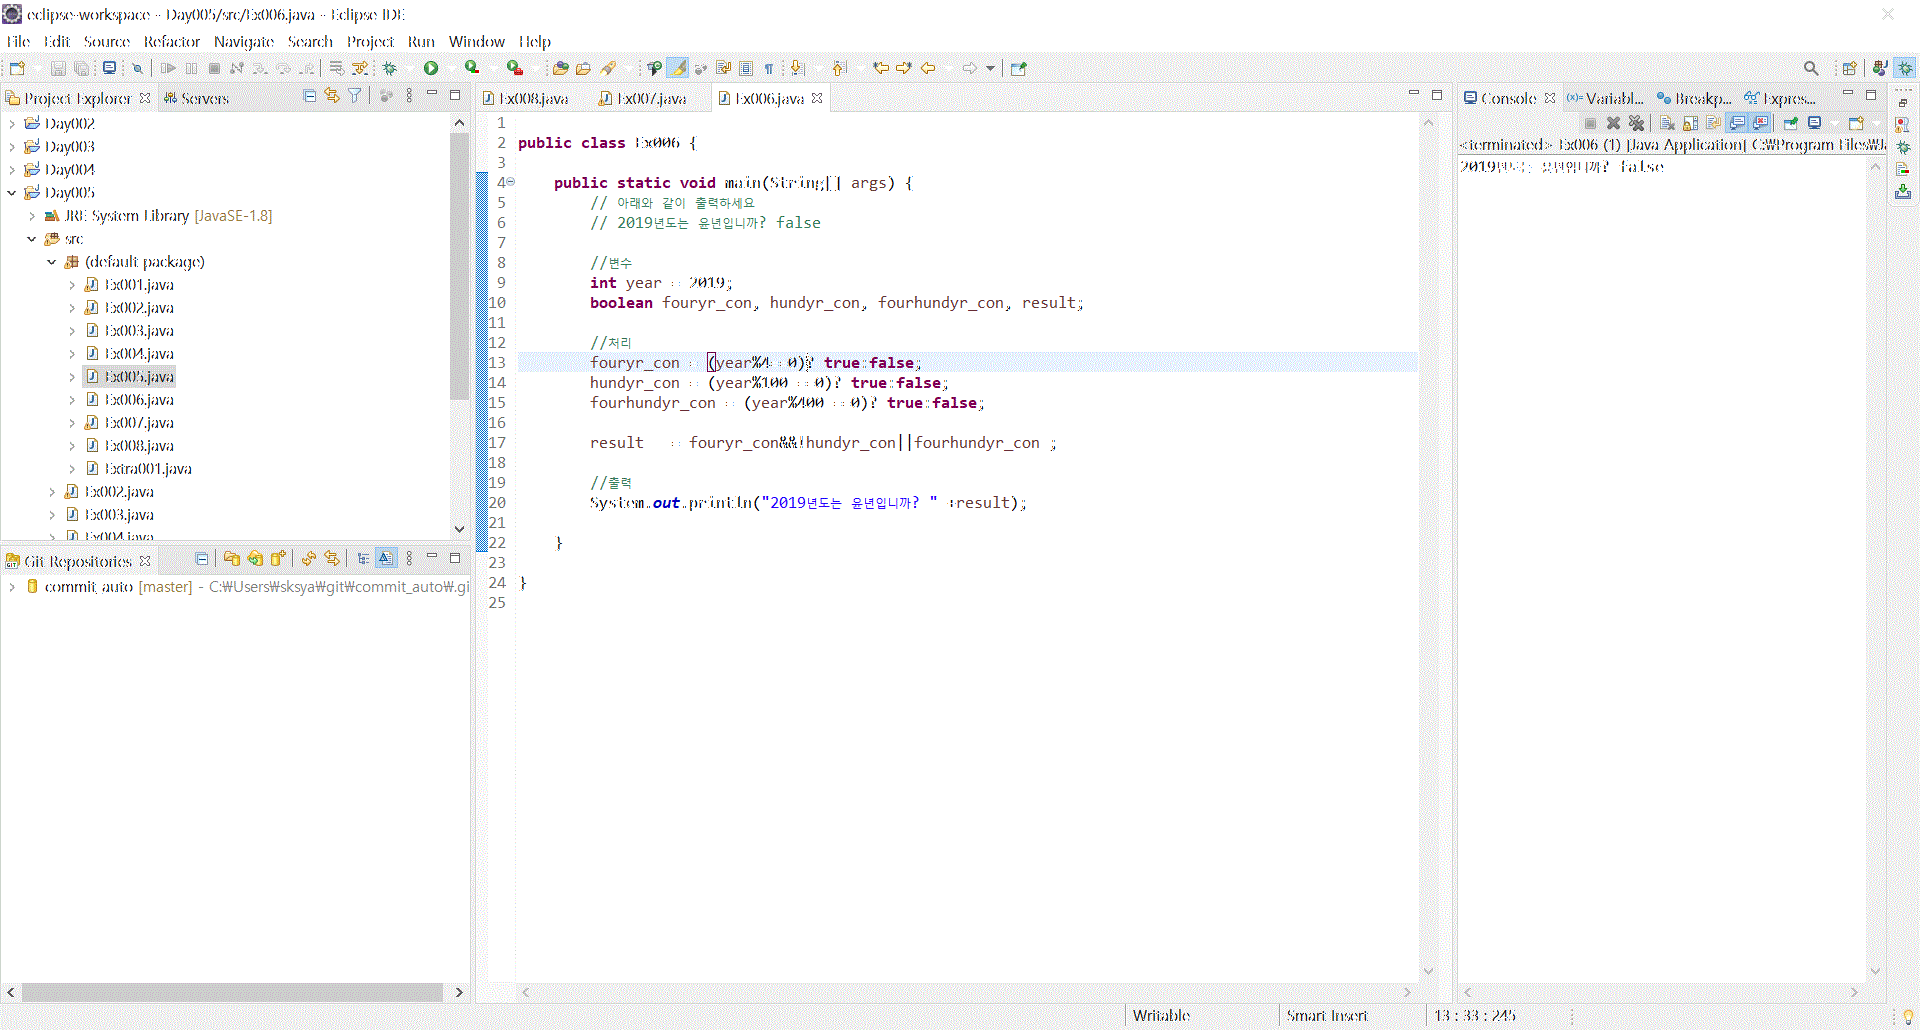 eclipse-workspace - Day005/src/Ex006.java - Eclipse IDE
File Edit Source Refactor Navigate Search Project Run Window Help
Project Explorer Servers
Day002
Day003
Day004
Day005
JRE System Library [JavaSE-1.8]
src
(default package)
Ex001.java
Ex002.java
Ex003.java
Ex004.java
Ex005.java
Ex006.java
Ex007.java
Ex008.java
Extra001.java
Ex002.java
Ex003.java
Ex004.java
Git Repositories
commit_auto [master] - C:₩Users₩sksya₩git₩commit_auto₩.gi
Ex008.java Ex007.java Ex006.java
1
2 public class Ex006 {
3
4 public static void main(String[] args) {
5 // 아래와 같이 출력하세요
6 // 2019년도는 윤년입니까? false
7
8 //변수
9 int year = 2019;
10 boolean fouryr_con, hundyr_con, fourhundyr_con, result;
11
12 //처리
13 fouryr_con = (year%4 == 0)? true:false;
14 hundyr_con = (year%100 == 0)? true:false;
15 fourhundyr_con = (year%400 == 0)? true:false;
16
17 result = fouryr_con&&!hundyr_con||fourhundyr_con ;
18
19 //출력
20 System.out.println("2019년도는 윤년입니까? " +result);
21
22 }
23
24 }
25
Console Variabl... Breakp... Expres...
<terminated> Ex006 (1) [Java Application] C:₩Program Files₩Ja
2019년도는 윤년입니까? false
Writable Smart Insert 13 : 33 : 245